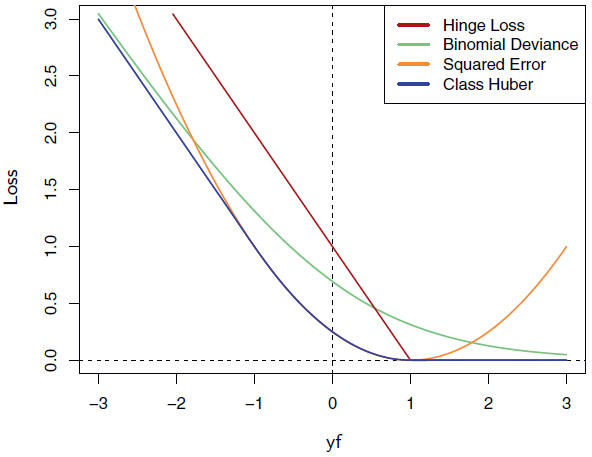 Hinge Loss
Binomial Deviance
Squared Error
Class Huber
Loss
3.0
2.5
2.0
1.5
1.0
0.5
0.0
−3 −2 −1 0 1 2 3
yf